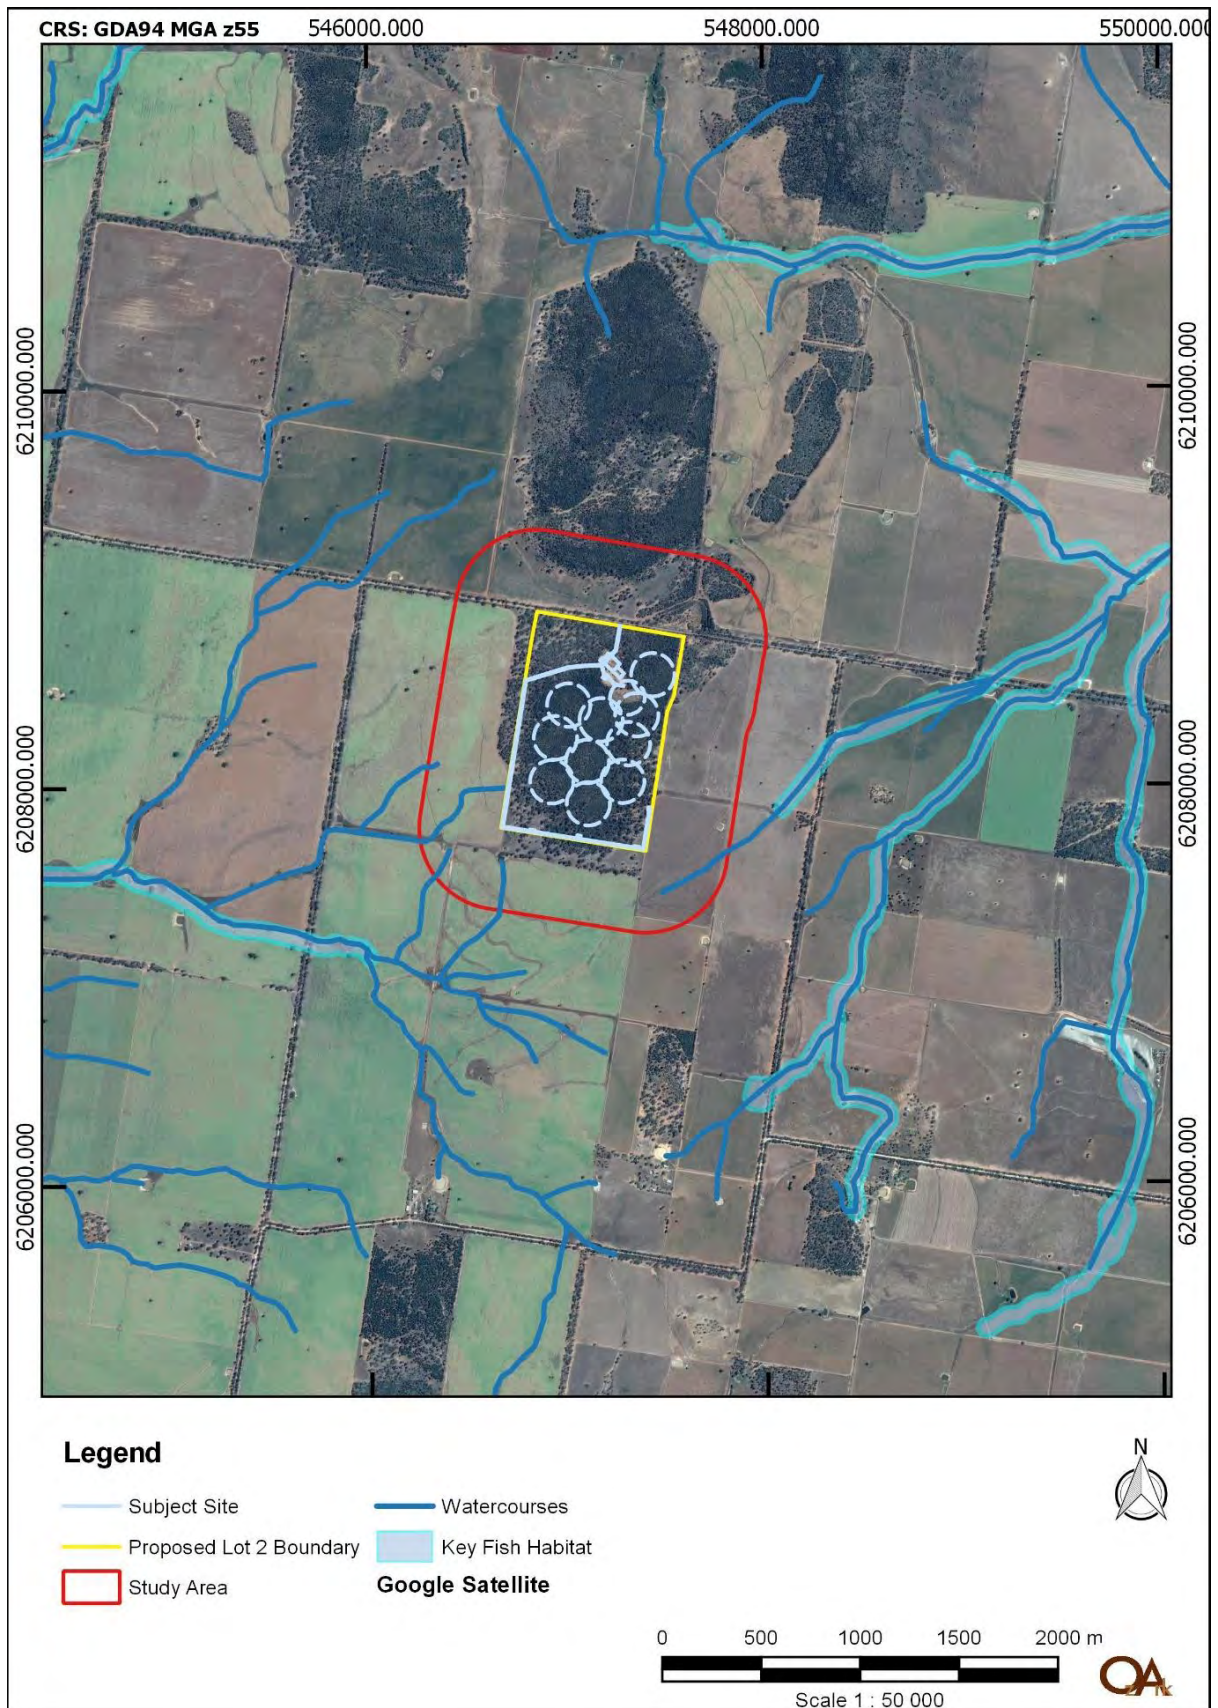 CRS: GDA94 MGA z55
546000.000
548000.000
550000.000
6210000.000
6210000.000
6208000.000
6208000.000
6206000.000
6206000.000
Legend
N
Subject Site
Watercourses
Proposed Lot 2 Boundary
Key Fish Habitat
Study Area
Google Satellite
0 500 1000 1500 2000 m
Scale 1 : 50 000
OzArk